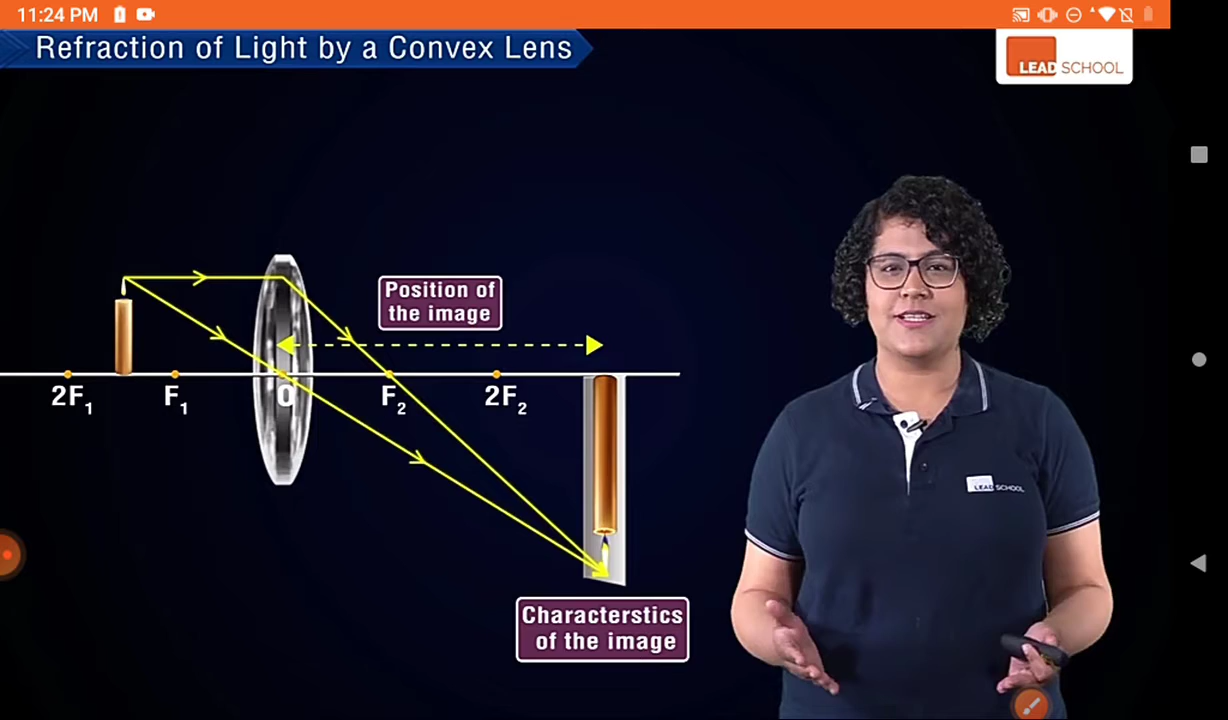 11:24 PM
Refraction of Light by a Convex Lens
LEAD SCHOOL
Position of
the image
2F1
F1
O
F2
2F2
LEAD SCHOOL
Characterstics
of the image